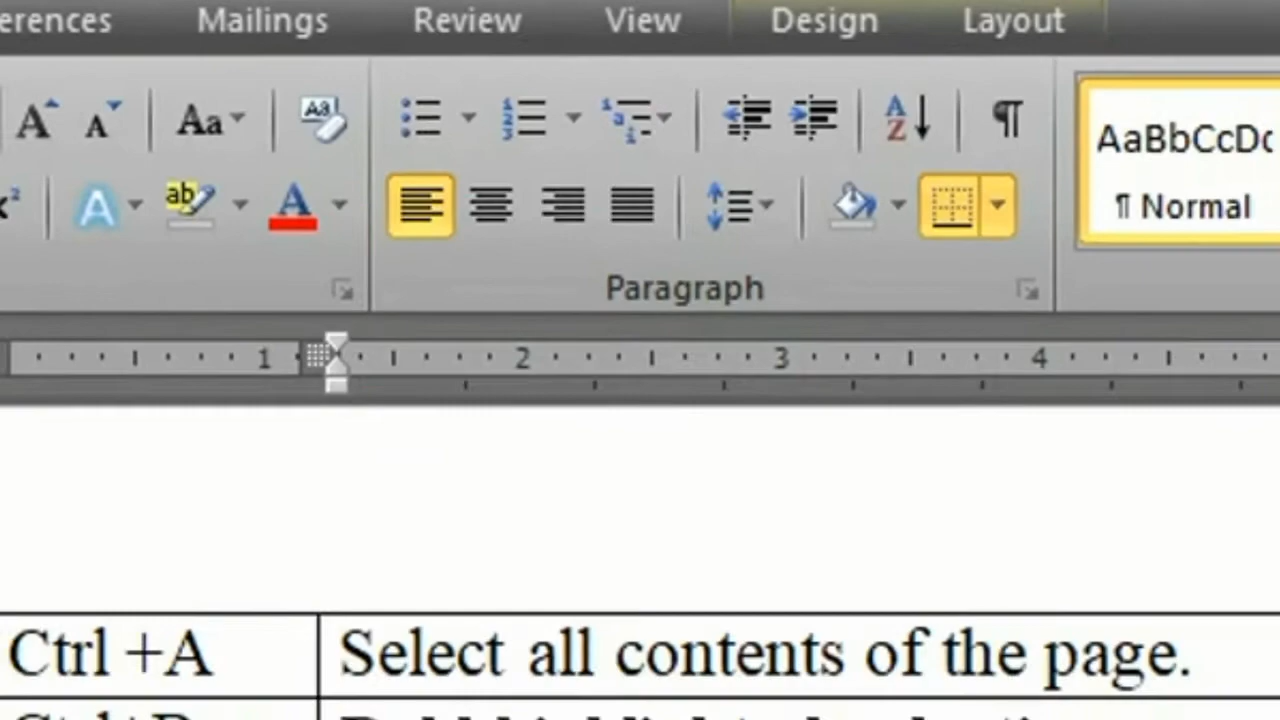 erences Mailings Review View Design Layout
Aa
AaBbCcDc
¶ Normal
Paragraph
1 2 3 4
Ctrl +A Select all contents of the page.